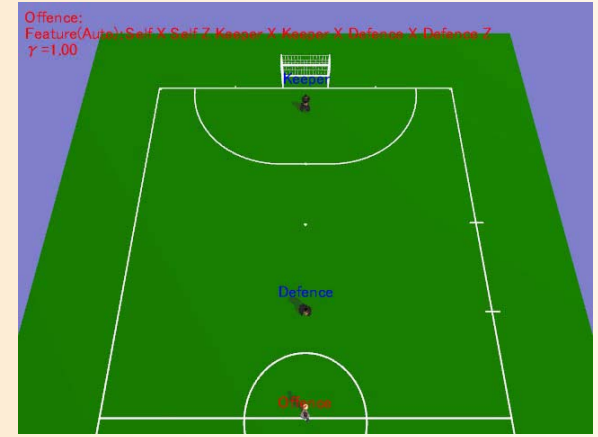 Offence:
Feature(Auto):Self X Self Z Keeper X Keeper X Defence X Defence Z
γ=1.00
Keeper
Defence
Offence